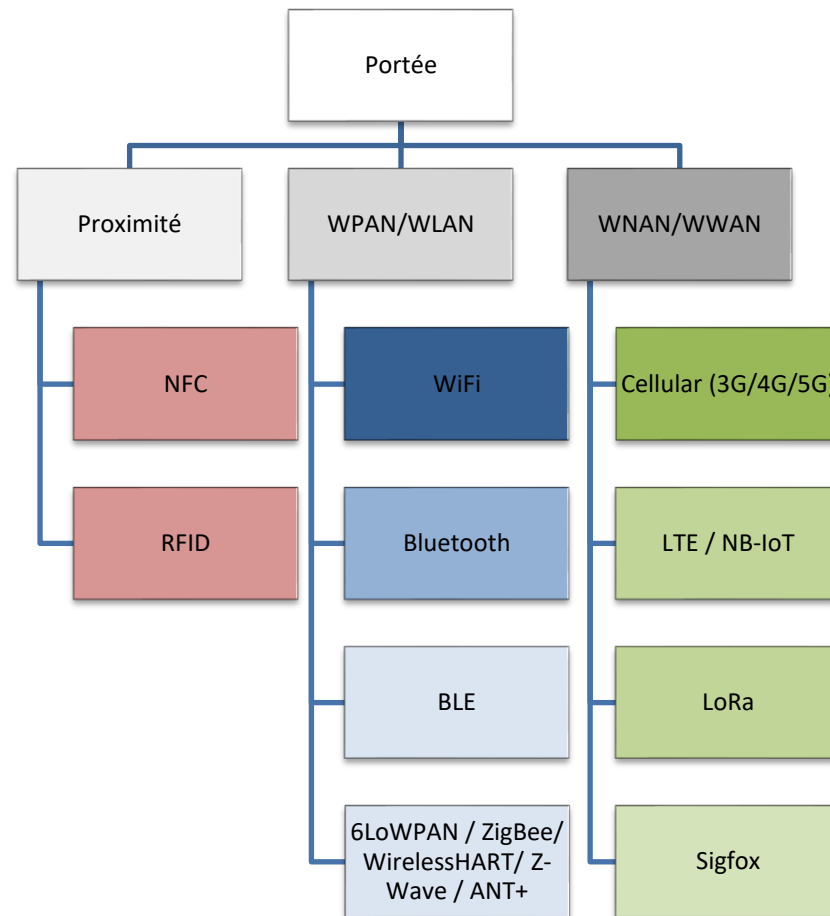 Portée
Proximité
WPAN/WLAN
WNAN/WWAN
NFC
WiFi
Cellular (3G/4G/5G)
RFID
Bluetooth
LTE / NB-IoT
BLE
LoRa
6LoWPAN / ZigBee/
WirelessHART/ Z-
Wave / ANT+
Sigfox